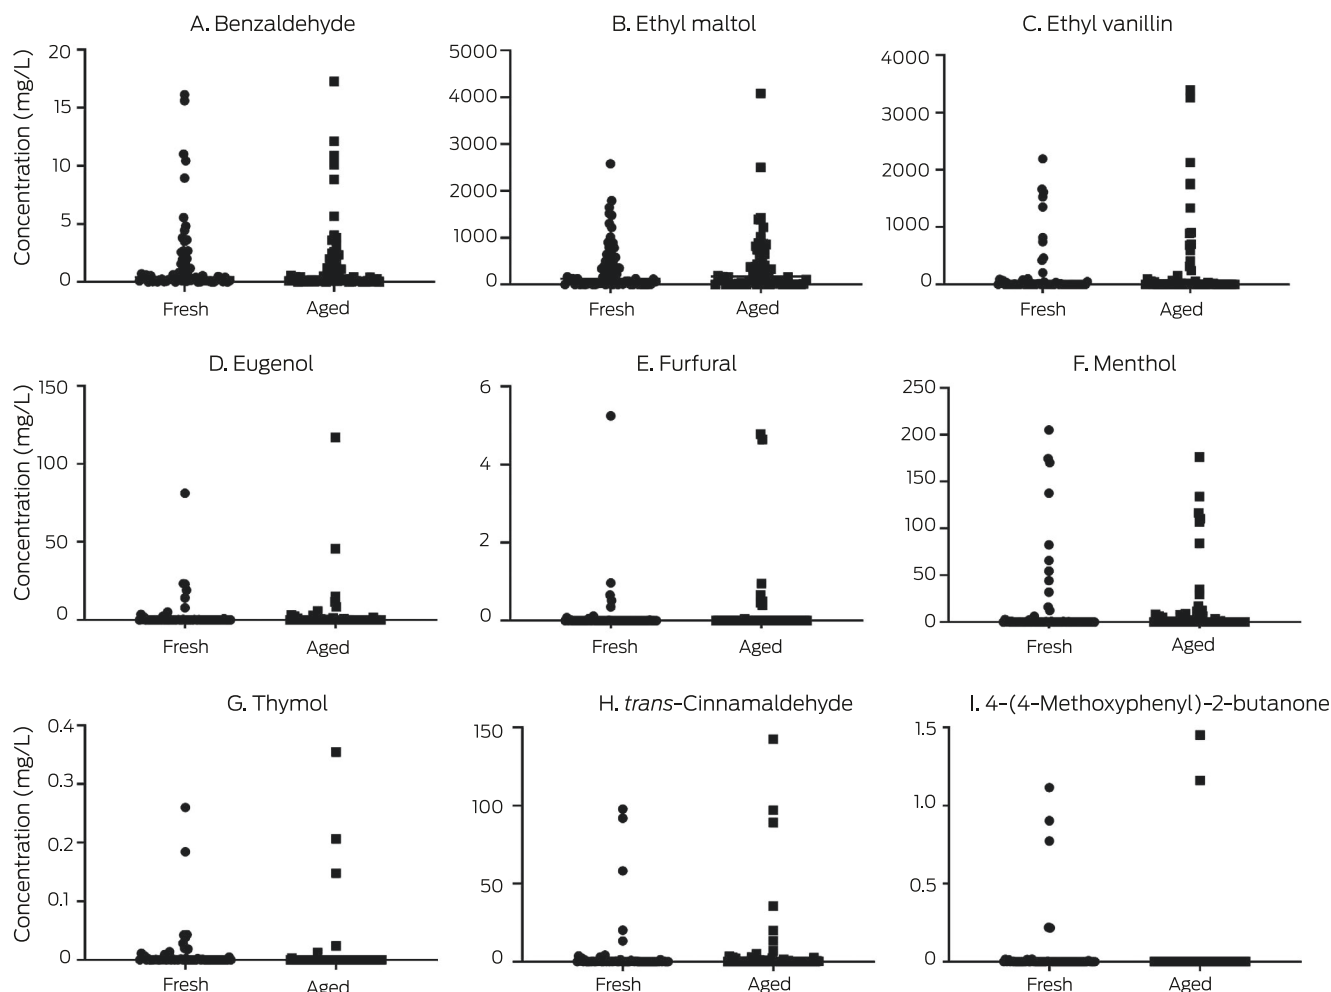 A. Benzaldehyde
B. Ethyl maltol
C. Ethyl vanillin
Concentration (mg/L)
20
15
10
5
0
Fresh
Aged
5000
4000
3000
2000
1000
0
Fresh
Aged
4000
3000
2000
1000
0
Fresh
Aged
D. Eugenol
E. Furfural
F. Menthol
Concentration (mg/L)
150
100
50
0
Fresh
Aged
6
4
2
0
Fresh
Aged
250
200
150
100
50
0
Fresh
Aged
G. Thymol
H. trans-Cinnamaldehyde
I. 4-(4-Methoxyphenyl)-2-butanone
Concentration (mg/L)
0.4
0.3
0.2
0.1
0
Fresh
Aged
150
100
50
0
Fresh
Aged
1.5
1.0
0.5
0
Fresh
Aged